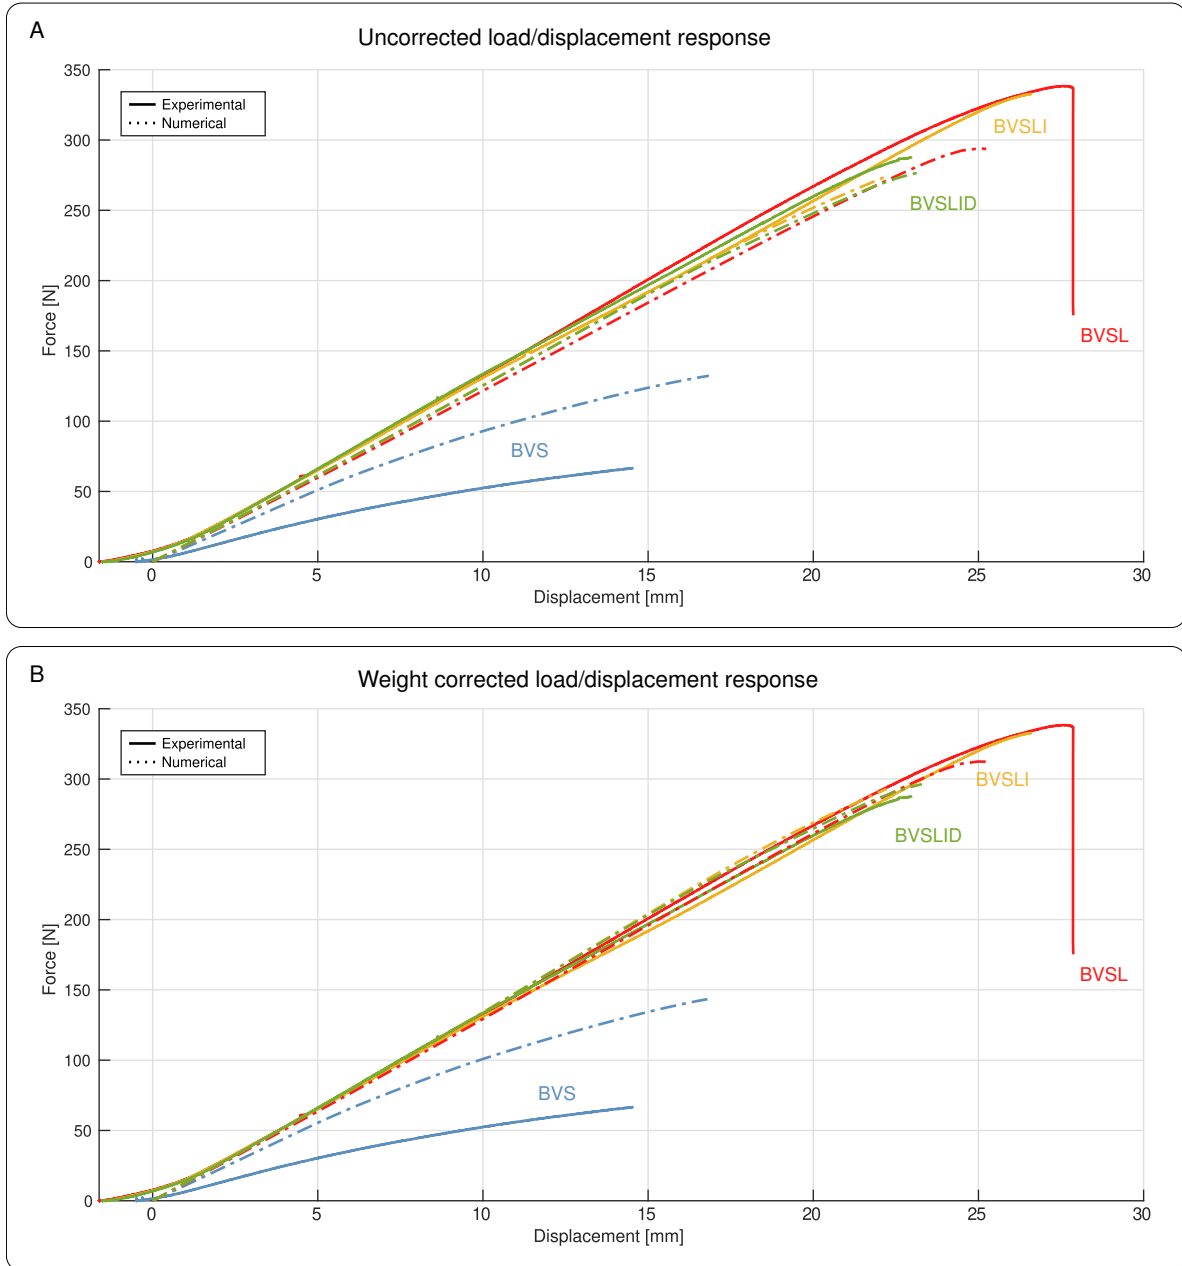 A
Uncorrected load/displacement response
350
300
250
200
150
100
50
0
Force [N]
Experimental
Numerical
BVSLI
BVSLID
BVSL
BVS
0 5 10 15 20 25 30
Displacement [mm]
B
Weight corrected load/displacement response
350
300
250
200
150
100
50
0
Force [N]
Experimental
Numerical
BVSLI
BVSLID
BVSL
BVS
0 5 10 15 20 25 30
Displacement [mm]